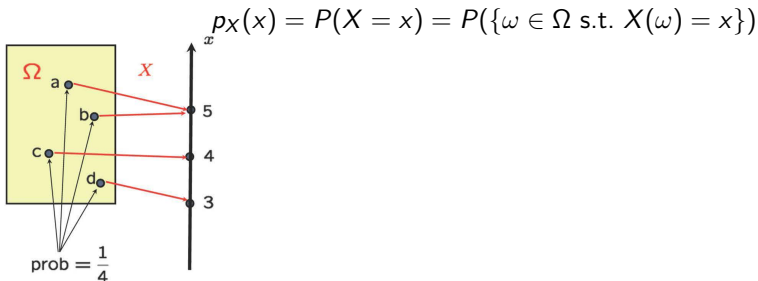 p_X(x) = P(X = x) = P({ω ∈ Ω s.t. X(ω) = x})
x
Ω
X
a
b
5
c
4
d
3
prob = 1/4